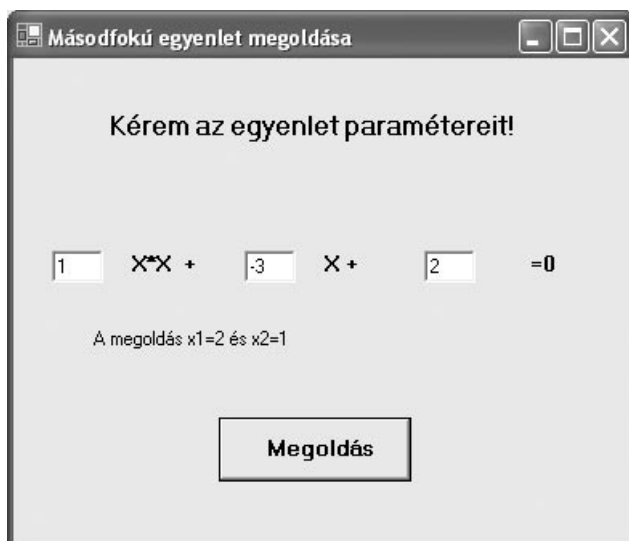 Másodfokú egyenlet megoldása
Kérem az egyenlet paramétereit!
1 X*X + -3 X + 2 =0
A megoldás x1=2 és x2=1
Megoldás